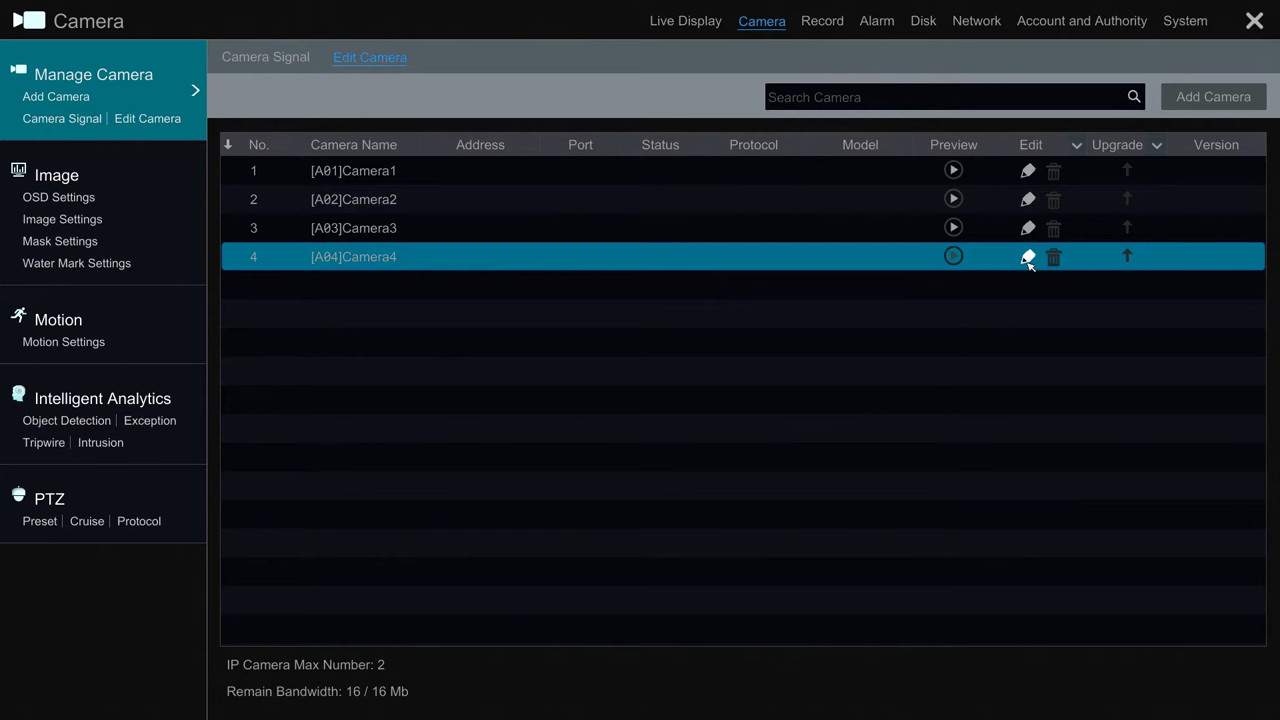 Camera
Live Display Camera Record Alarm Disk Network Account and Authority System
Manage Camera
Add Camera
Camera Signal Edit Camera
Image
OSD Settings
Image Settings
Mask Settings
Water Mark Settings
Motion
Motion Settings
Intelligent Analytics
Object Detection Exception
Tripwire Intrusion
PTZ
Preset Cruise Protocol
Camera Signal Edit Camera
Search Camera Add Camera
No. Camera Name Address Port Status Protocol Model Preview Edit Upgrade Version
1 [A01]Camera1
2 [A02]Camera2
3 [A03]Camera3
4 [A04]Camera4
IP Camera Max Number: 2
Remain Bandwidth: 16 / 16 Mb